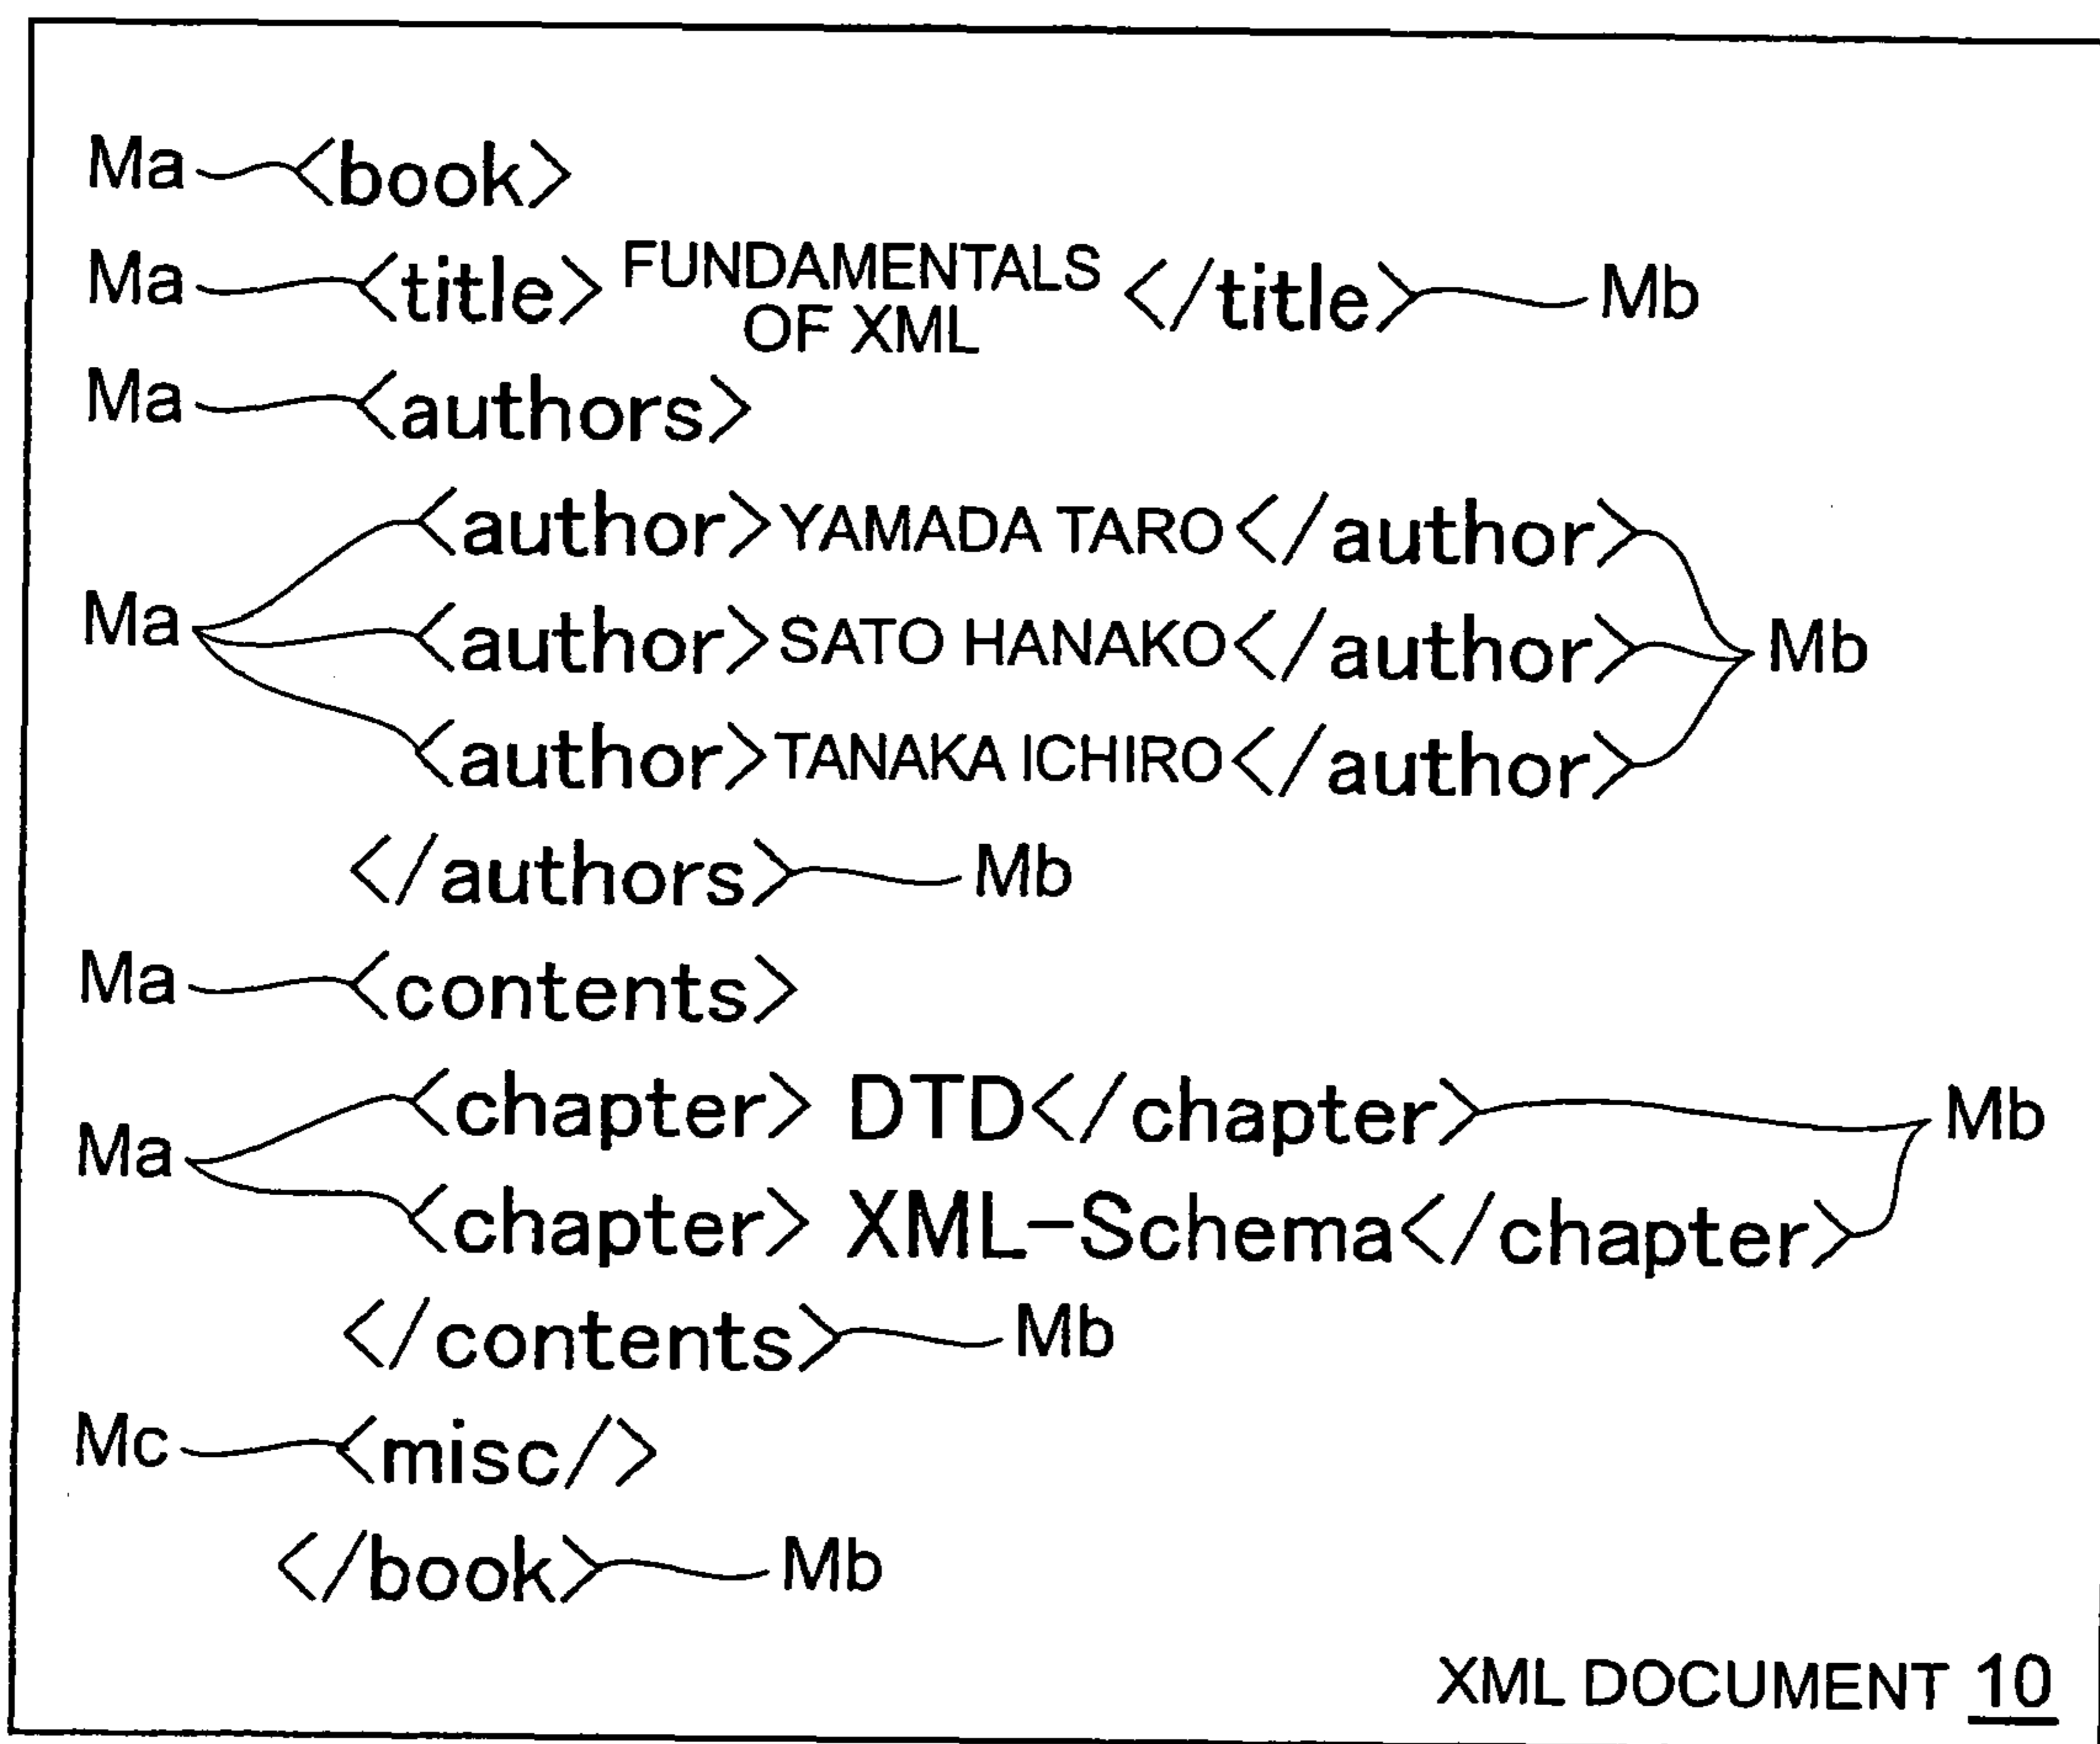 Ma <book>
Ma <title> FUNDAMENTALS OF XML </title> Mb
Ma <authors>
<author>YAMADA TARO</author>
Ma <author>SATO HANAKO</author> Mb
<author>TANAKA ICHIRO</author>
</authors> Mb
Ma <contents>
<chapter> DTD</chapter> Mb
Ma
<chapter> XML-Schema</chapter>
</contents> Mb
Mc <misc/>
</book> Mb
XML DOCUMENT 10